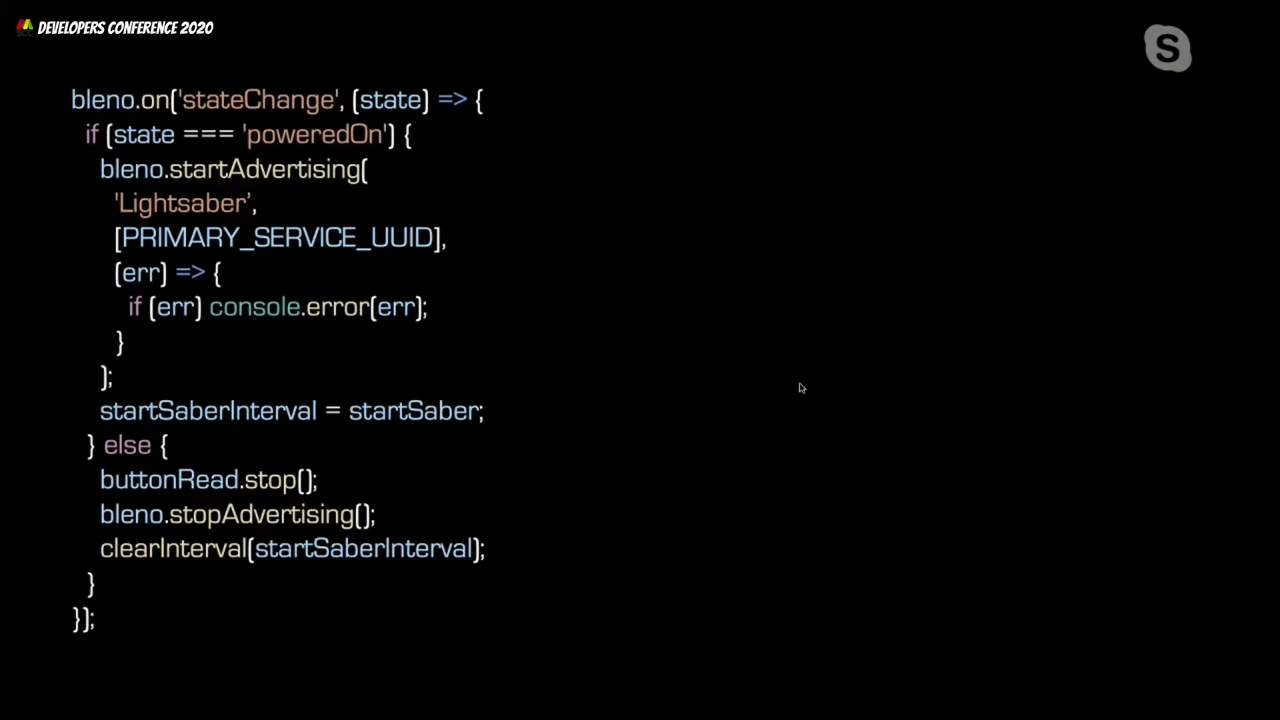 DEVELOPERS CONFERENCE 2020
S
bleno.on('stateChange', (state) => {
if (state === 'poweredOn') {
bleno.startAdvertising(
'Lightsaber’,
[PRIMARY_SERVICE_UUID],
(err) => {
if (err) console.error(err);
}
);
startSaberInterval = startSaber;
} else {
buttonRead.stop();
bleno.stopAdvertising();
clearInterval(startSaberInterval);
}
});